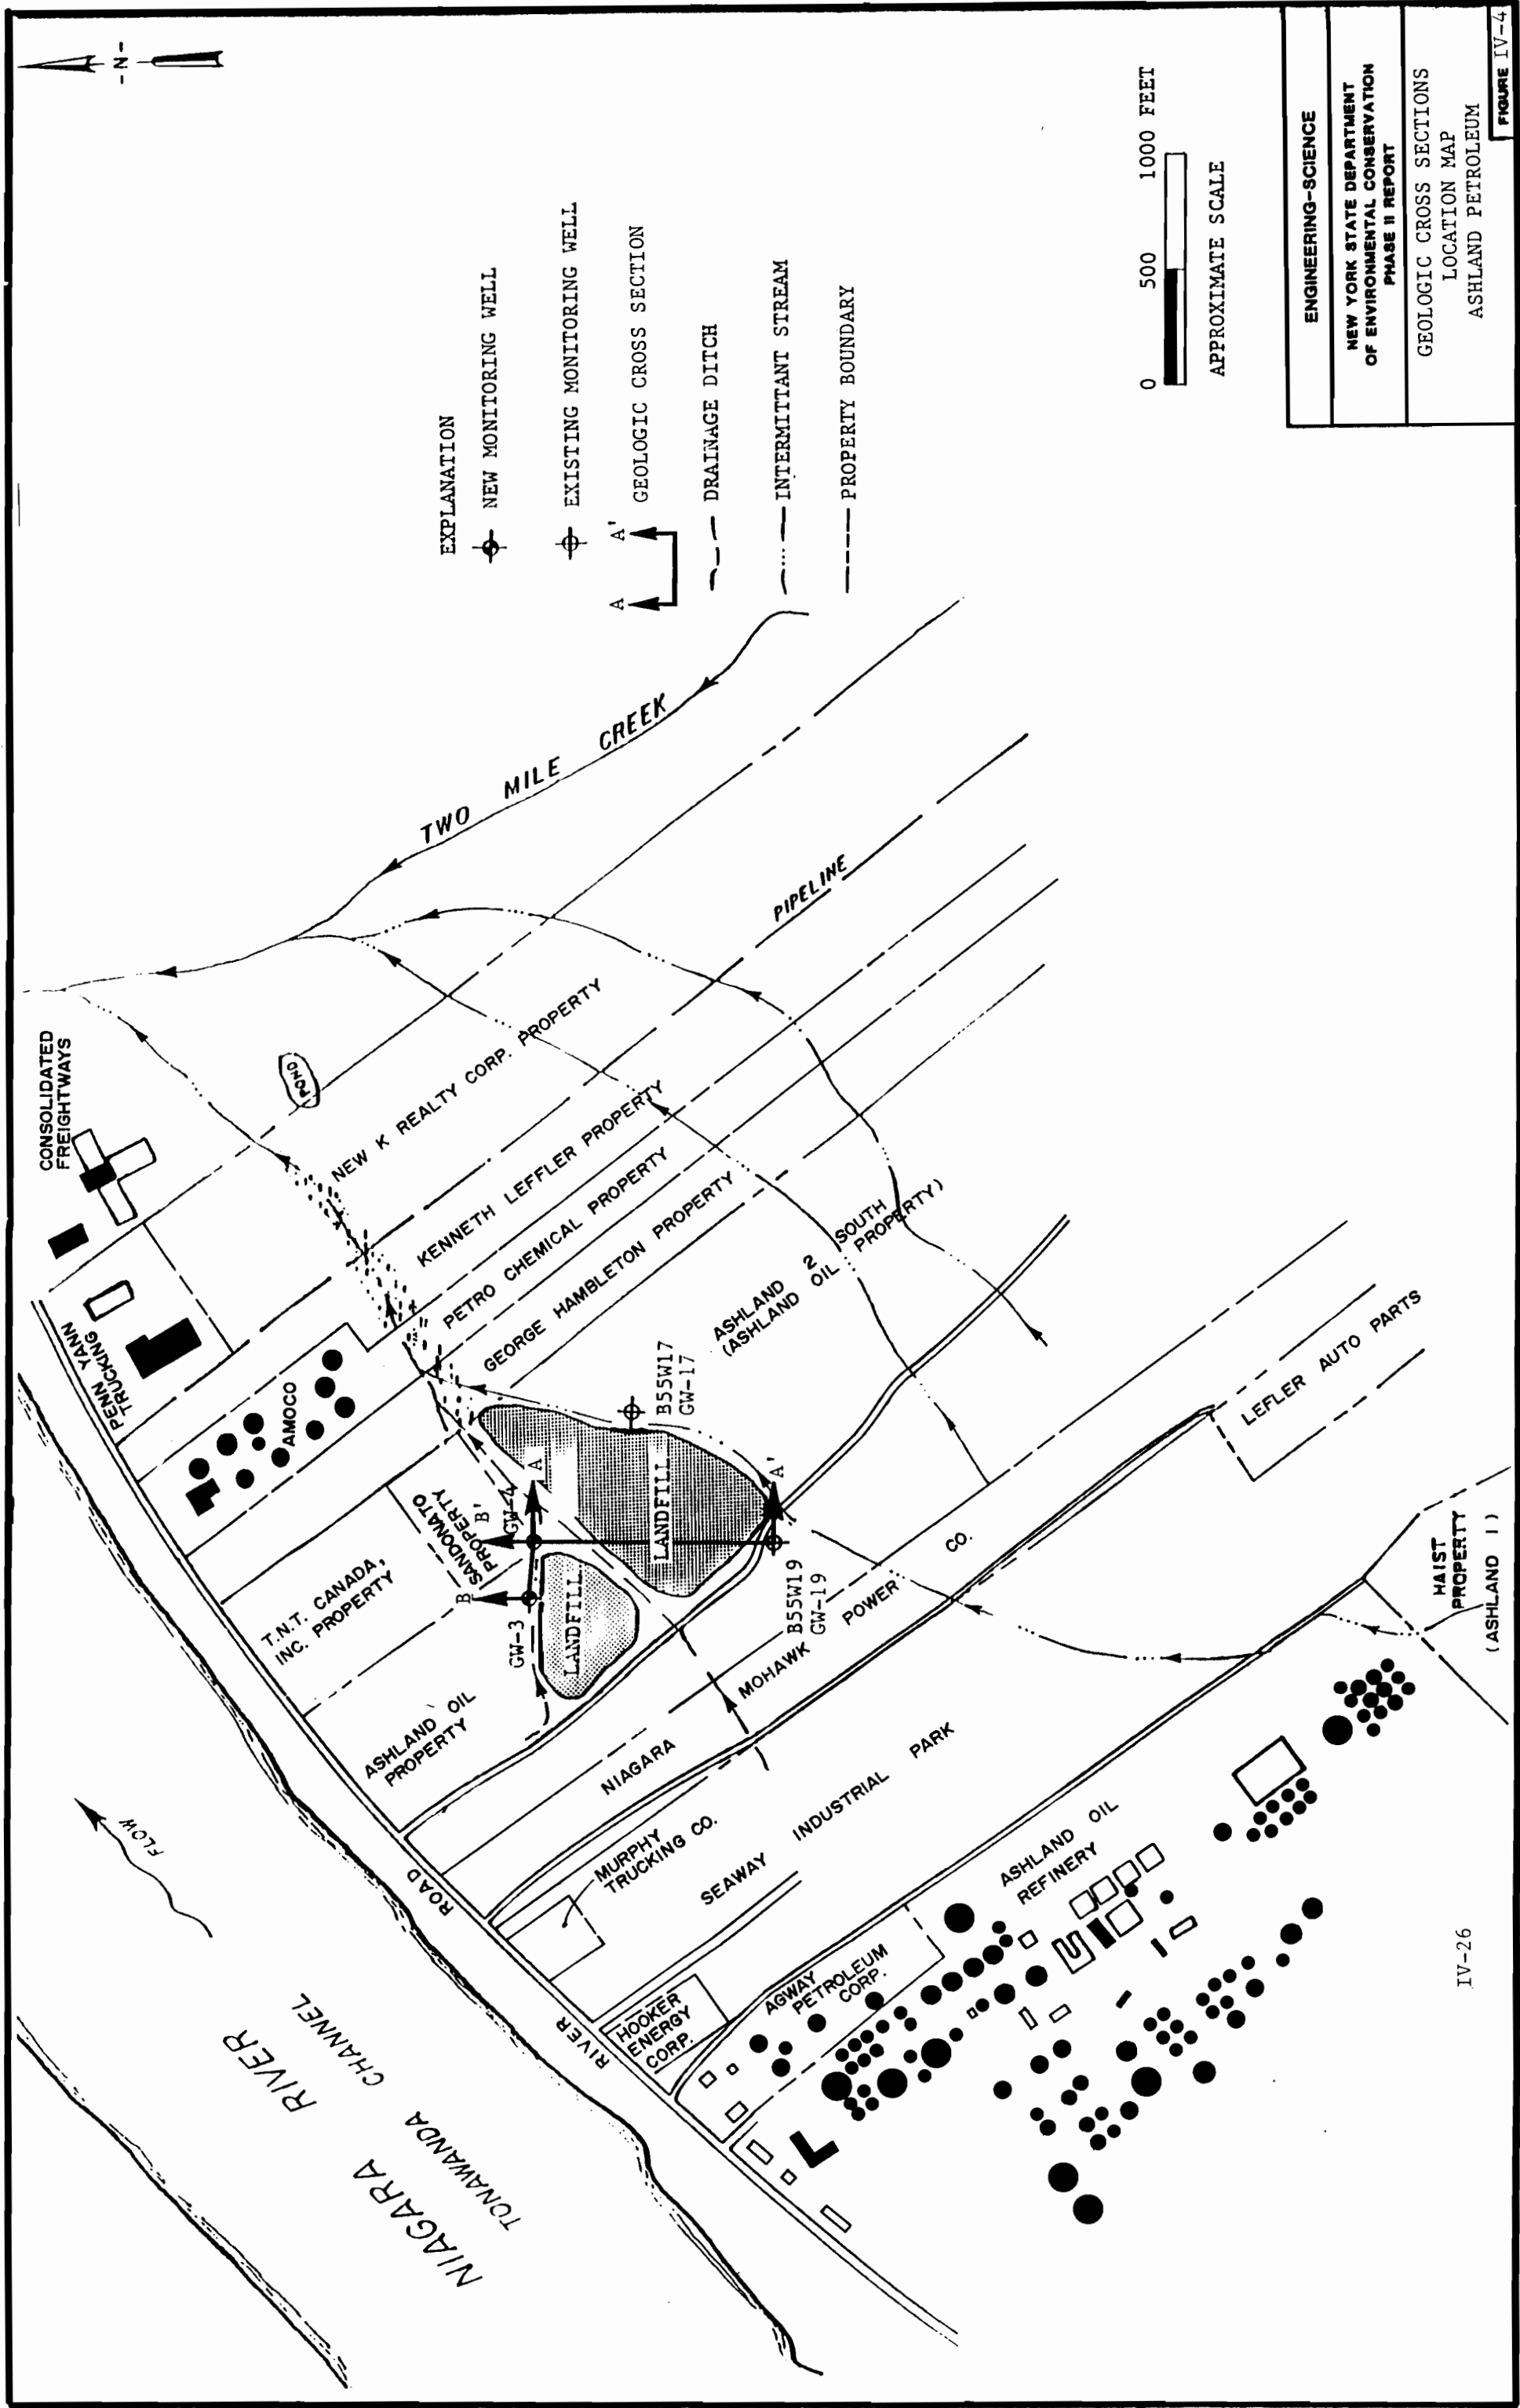 -N-
CONSOLIDATED
FREIGHTWAYS
PENN YANN
TRUCKING
AMOCO
POND
TWO MILE CREEK
NEW K REALTY CORP. PROPERTY
PIPELINE
KENNETH LEFFLER PROPERTY
PETRO CHEMICAL PROPERTY
GEORGE HAMBLETON PROPERTY
ASHLAND 2 SOUTH
(ASHLAND OIL PROPERTY)
T.N.T. CANADA,
INC. PROPERTY
SANDONATO
PROPERTY
B
B'
GW-3
GW-4
A
A'
LANDFILL
LANDFILL
B55W17
GW-17
B55W19
GW-19
ASHLAND OIL
PROPERTY
FLOW
NIAGARA RIVER
TONAWANDA CHANNEL
RIVER ROAD
NIAGARA MOHAWK POWER CO.
LEFLER AUTO PARTS
MURPHY
TRUCKING CO.
SEAWAY INDUSTRIAL PARK
HOOKER
ENERGY
CORP.
AGWAY
PETROLEUM
CORP.
ASHLAND OIL
REFINERY
HAIST
PROPERTY
(ASHLAND 1)
EXPLANATION
NEW MONITORING WELL
EXISTING MONITORING WELL
A A' GEOLOGIC CROSS SECTION
DRAINAGE DITCH
INTERMITTANT STREAM
PROPERTY BOUNDARY
0 500 1000 FEET
APPROXIMATE SCALE
ENGINEERING-SCIENCE
NEW YORK STATE DEPARTMENT
OF ENVIRONMENTAL CONSERVATION
PHASE II REPORT
GEOLOGIC CROSS SECTIONS
LOCATION MAP
ASHLAND PETROLEUM
FIGURE IV-4
IV-26